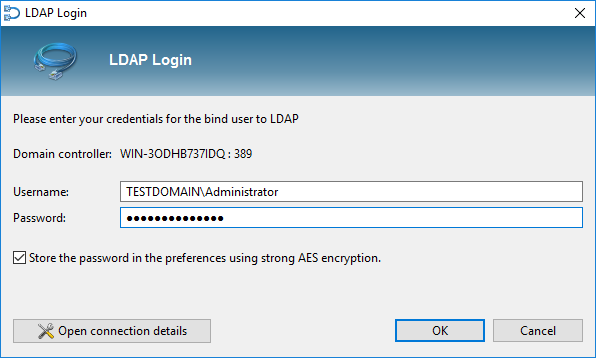 LDAP Login
LDAP Login
Please enter your credentials for the bind user to LDAP
Domain controller: WIN-3ODHB737IDQ : 389
Username: TESTDOMAIN\Administrator
Password: ●●●●●●●●●●●●●●
Store the password in the preferences using strong AES encryption.
Open connection details OK Cancel